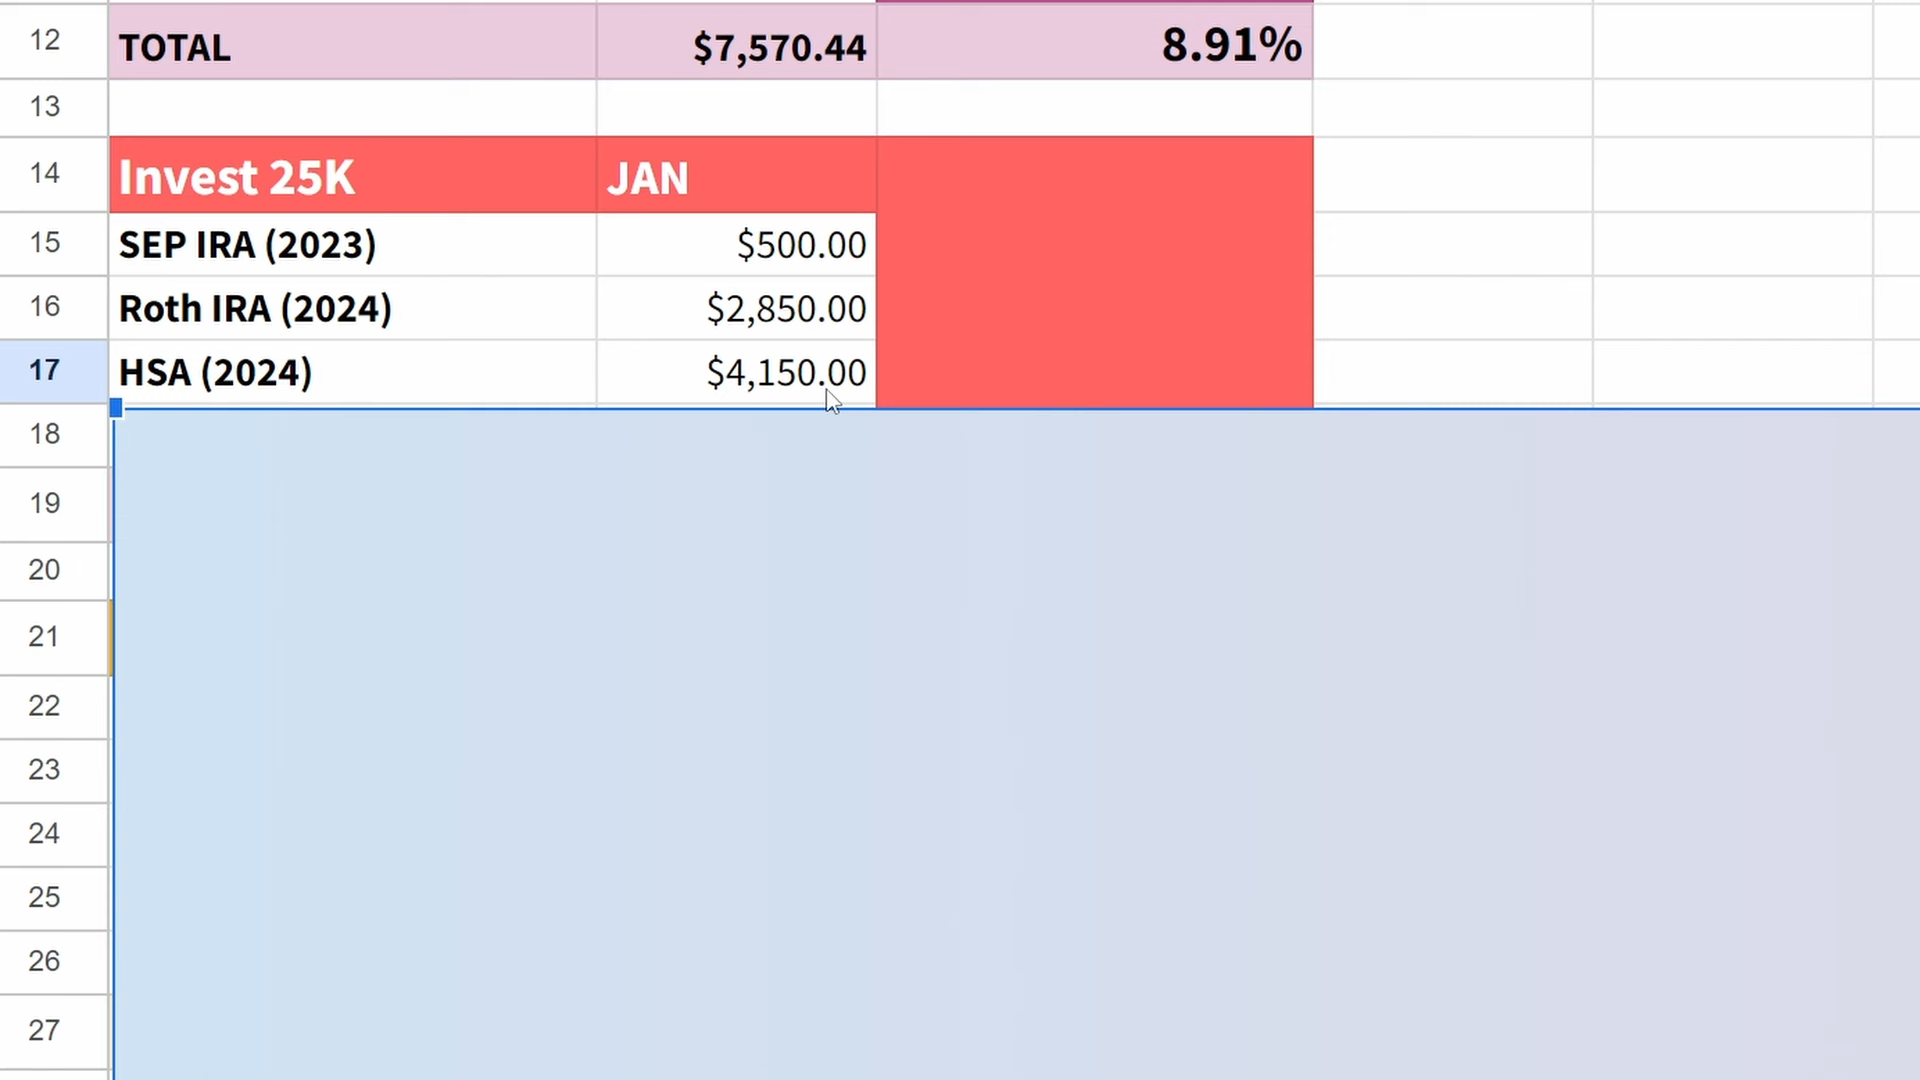 12 TOTAL $7,570.44 8.91%
13
14 Invest 25K JAN
15 SEP IRA (2023) $500.00
16 Roth IRA (2024) $2,850.00
17 HSA (2024) $4,150.00
18
19
20
21
22
23
24
25
26
27